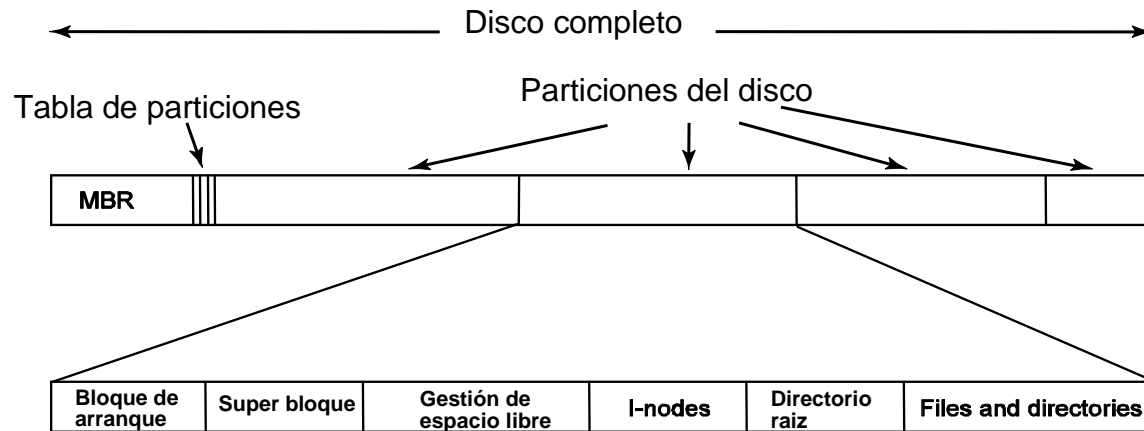 Disco completo
Tabla de particiones
Particiones del disco
MBR
Bloque de
arranque
Super bloque
Gestión de
espacio libre
I-nodes
Directorio
raiz
Files and directories